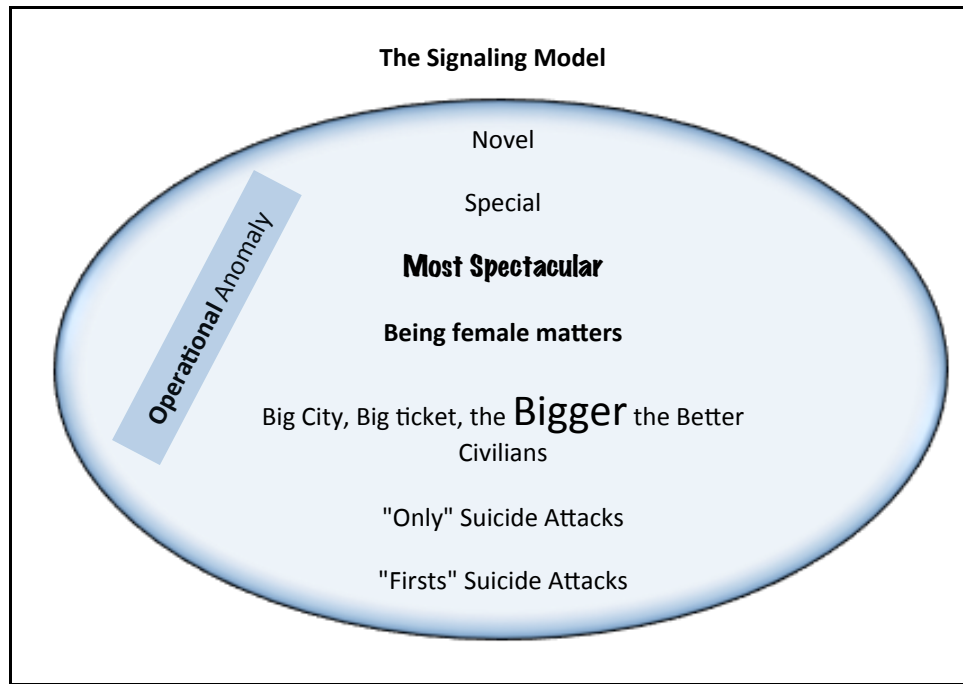 The Signaling Model
Novel
Special
Most Spectacular
Being female matters
Operational Anomaly
Big City, Big ticket, the Bigger the Better
Civilians
"Only" Suicide Attacks
"Firsts" Suicide Attacks